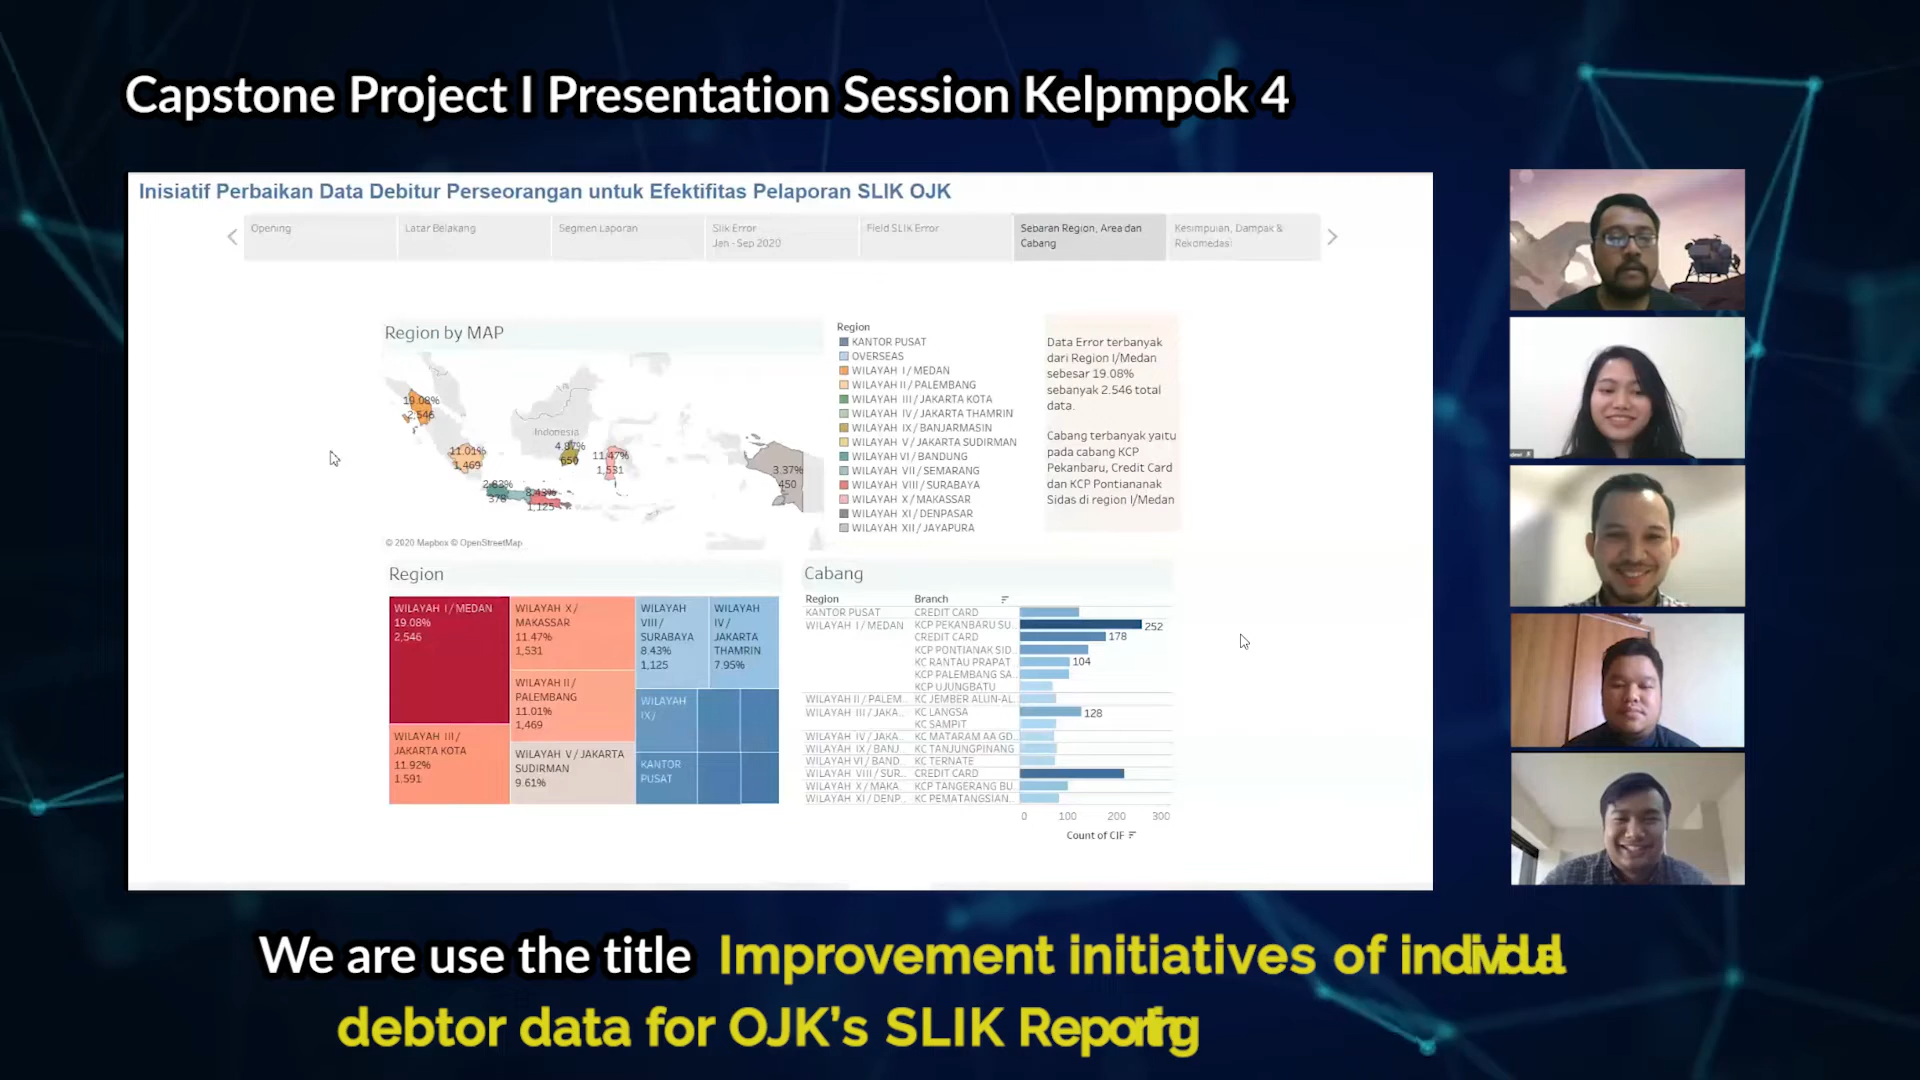 Capstone Project I Presentation Session Kelpmpok 4
Inisiatif Perbaikan Data Debitur Perseorangan untuk Efektifitas Pelaporan SLIK OJK
Opening
Latar Belakang
Segmen Laporan
Slik Error
Jan - Sep 2020
Field SLIK Error
Sebaran Region, Area dan
Cabang
Kesimpulan, Dampak &
Rekomedasi
Region by MAP
19.08%
2,546
11.01%
1,469
Indonesia
4.87%
650
11.47%
1,531
2.83%
378
8.43%
1,125
3.37%
450
© 2020 Mapbox © OpenStreetMap
Region
KANTOR PUSAT
OVERSEAS
WILAYAH I / MEDAN
WILAYAH II / PALEMBANG
WILAYAH III / JAKARTA KOTA
WILAYAH IV / JAKARTA THAMRIN
WILAYAH IX / BANJARMASIN
WILAYAH V / JAKARTA SUDIRMAN
WILAYAH VI / BANDUNG
WILAYAH VII / SEMARANG
WILAYAH VIII / SURABAYA
WILAYAH X / MAKASSAR
WILAYAH XI / DENPASAR
WILAYAH XII / JAYAPURA
Data Error terbanyak
dari Region I/Medan
sebesar 19.08%
sebanyak 2.546 total
data.
Cabang terbanyak yaitu
pada cabang KCP
Pekanbaru, Credit Card
dan KCP Pontiananak
Sidas di region I/Medan
Region
WILAYAH I / MEDAN
19.08%
2,546
WILAYAH III /
JAKARTA KOTA
11.92%
1.591
WILAYAH X /
MAKASSAR
11.47%
1,531
WILAYAH II /
PALEMBANG
11.01%
1,469
WILAYAH V / JAKARTA
SUDIRMAN
9.61%
WILAYAH
VIII /
SURABAYA
8.43%
1,125
WILAYAH
IV /
JAKARTA
THAMRIN
7.95%
WILAYAH
IX /
KANTOR
PUSAT
Cabang
Region Branch
KANTOR PUSAT CREDIT CARD
WILAYAH I / MEDAN KCP PEKANBARU SU.. 252
CREDIT CARD 178
KCP PONTIANAK SID..
KC RANTAU PRAPAT 104
KCP PALEMBANG SA..
KCP UJUNGBATU
WILAYAH II / PALEM.. KC JEMBER ALUN-AL..
WILAYAH III / JAKA.. KC LANGSA 128
KC SAMPIT
WILAYAH IV / JAKA.. KC MATARAM AA GD..
WILAYAH IX / BANJ.. KC TANJUNGPINANG
WILAYAH VI / BAND.. KC TERNATE
WILAYAH VIII / SUR.. CREDIT CARD
WILAYAH X / MAKA.. KCP TANGERANG BU..
WILAYAH XI / DENP.. KC PEMATANGSIAN..
0 100 200 300
Count of CIF
We are use the title Improvement initiatives of individual
debtor data for OJK's SLIK Reporting